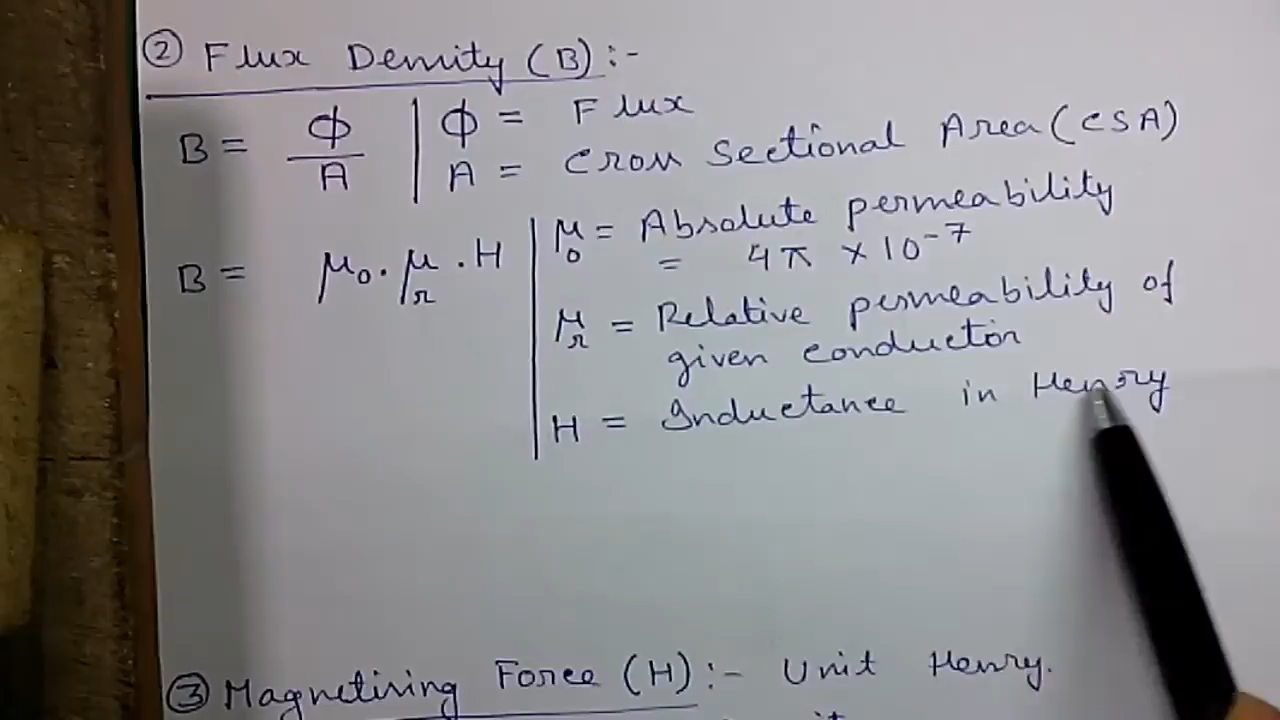 ② Flux Density (B) :-
B = Φ/A | Φ = Flux
A = Cross Sectional Area (CSA)
B = μ₀ . μᵣ . H | μ₀ = Absolute permeability
= 4π × 10⁻⁷
μᵣ = Relative permeability of
given conductor
H = Inductance in Henry
③ Magnetising Force (H) :- Unit Henry.